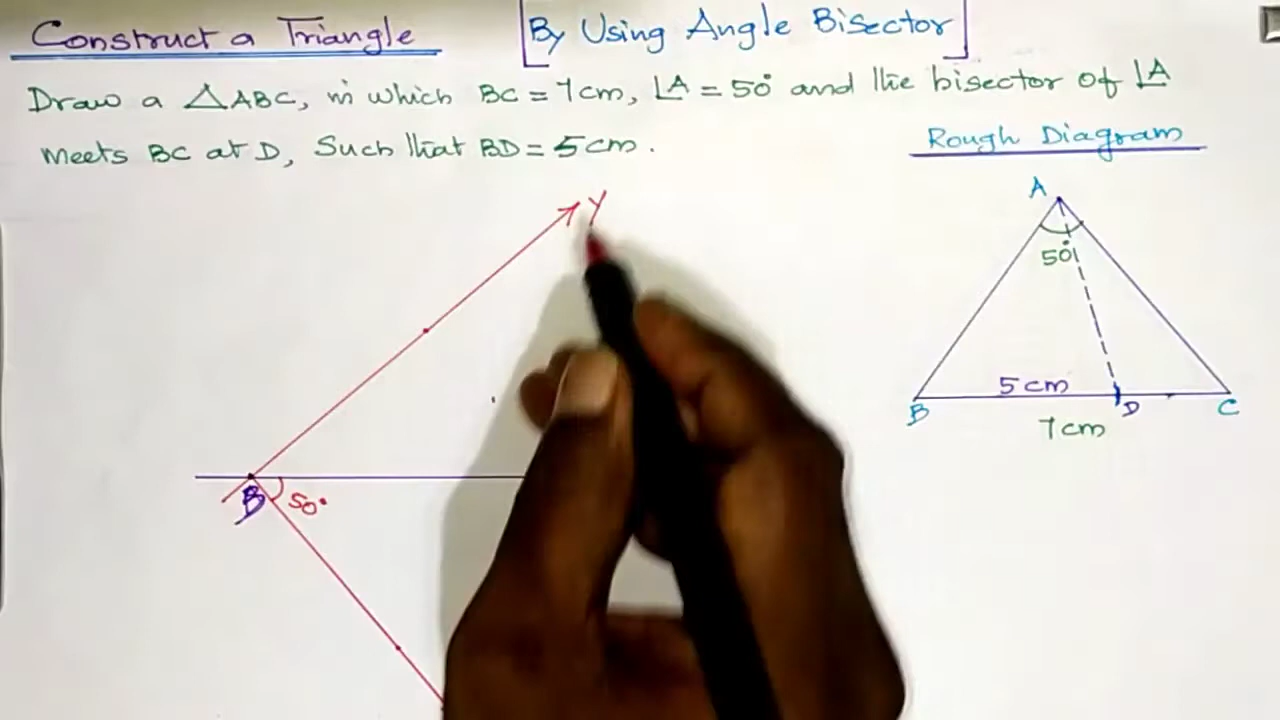 Construct a Triangle [By Using Angle Bisector]
Draw a △ABC, in which BC = 7cm, ∠A = 50° and the bisector of ∠A
Meets BC at D, Such that BD = 5cm.
Rough Diagram
A
50°
5cm
B D C
7cm
Y
B 50°